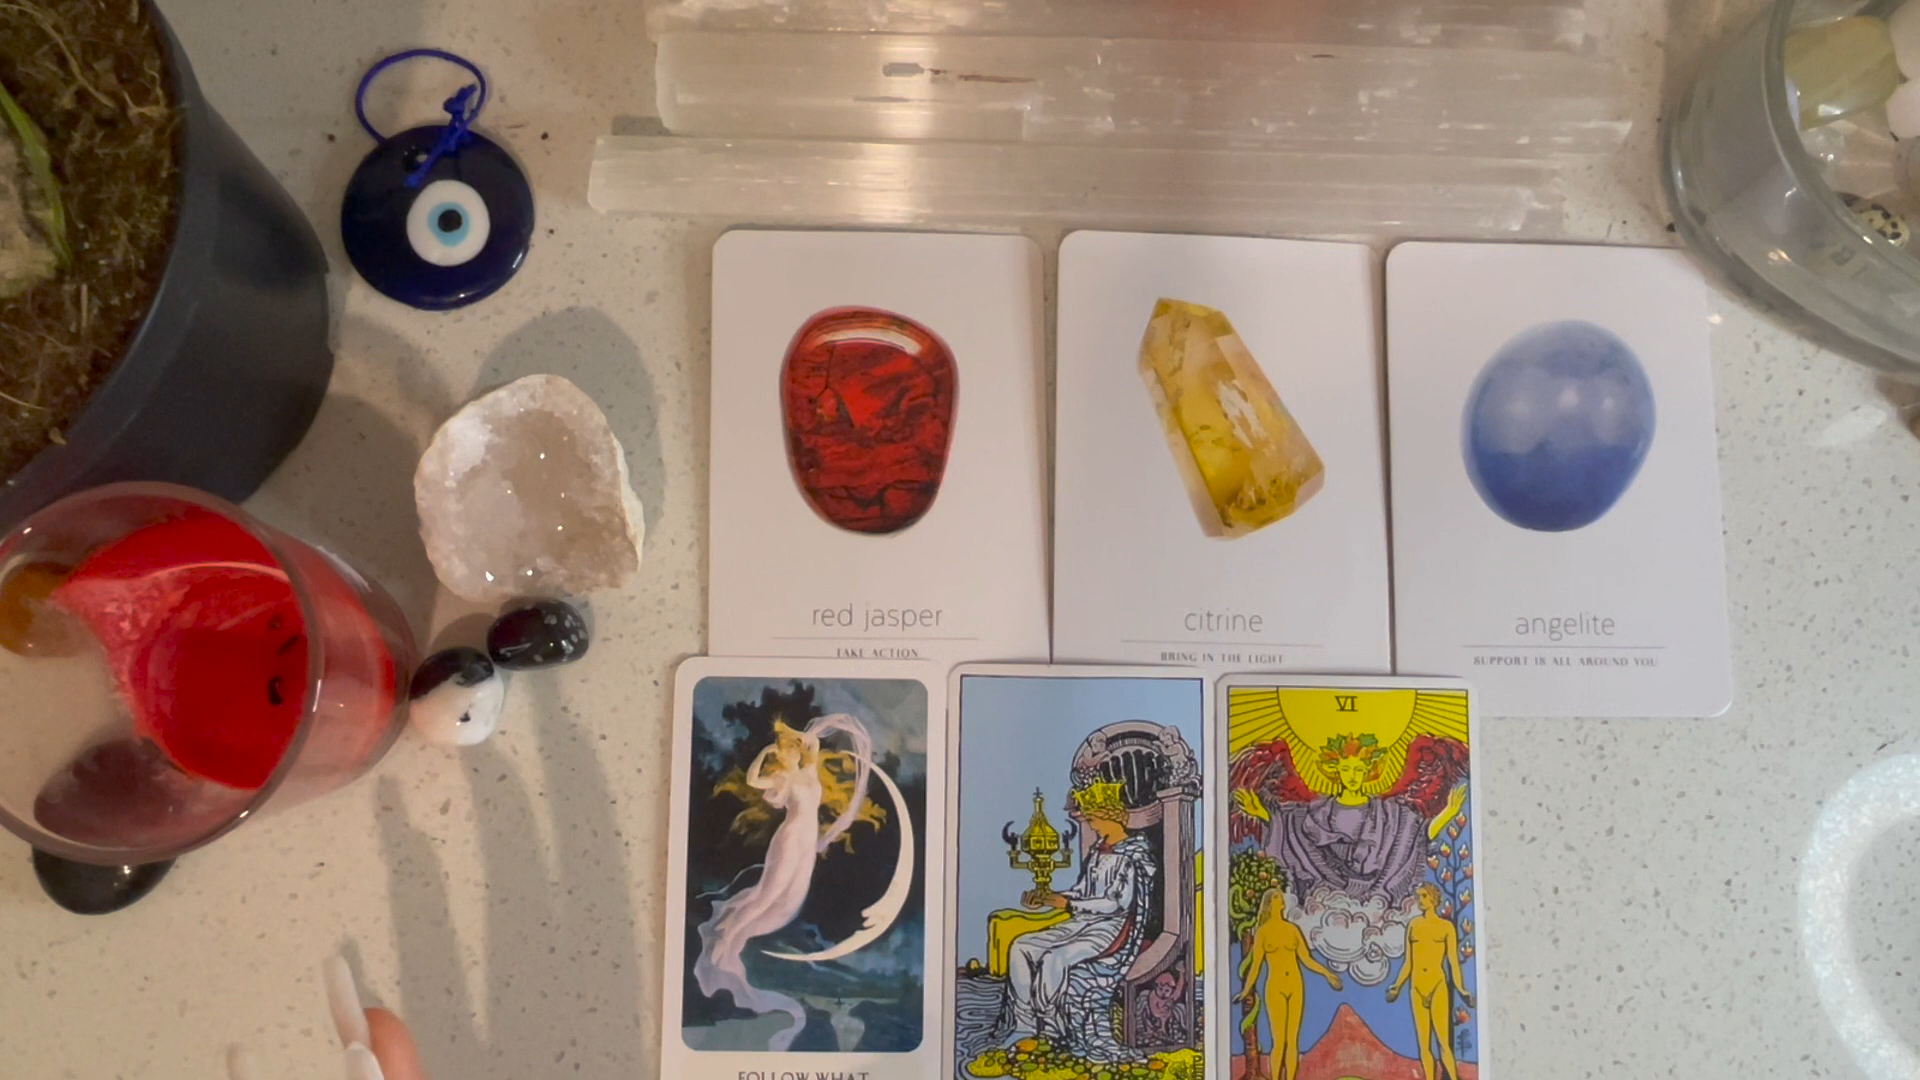 red jasper
TAKE ACTION
citrine
BRING IN THE LIGHT
angelite
SUPPORT IS ALL AROUND YOU
VI
FOLLOW WHAT